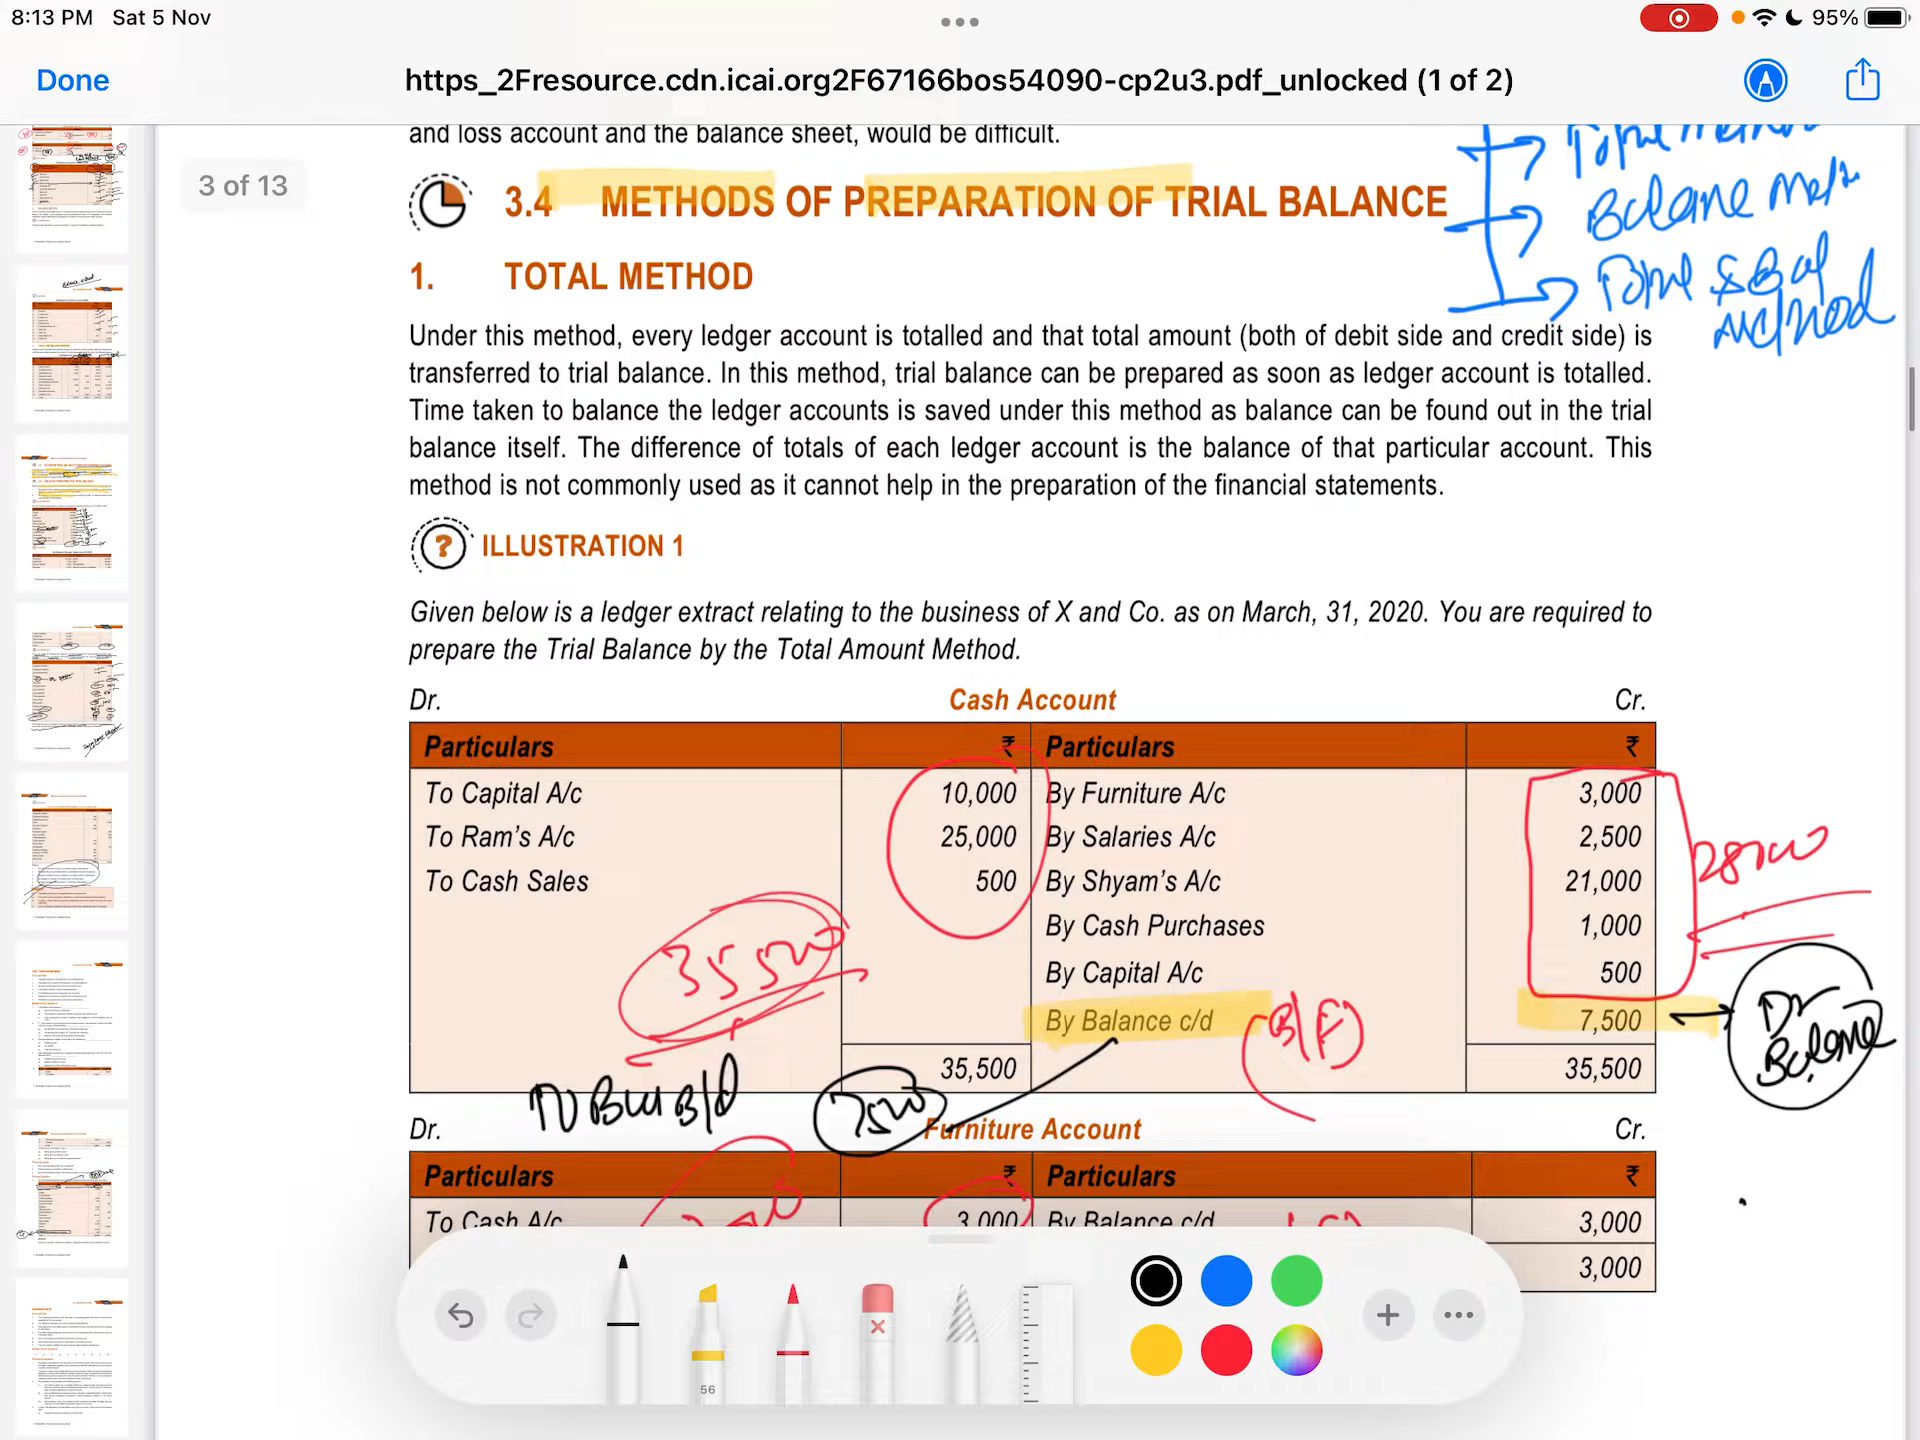 8:13 PM Sat 5 Nov
95%
Done
https_2Fresource.cdn.icai.org2F67166bos54090-cp2u3.pdf_unlocked (1 of 2)
3 of 13
and loss account and the balance sheet, would be difficult.
Total Method
Balance Met
Total & Bal
Method
3.4 METHODS OF PREPARATION OF TRIAL BALANCE
1. TOTAL METHOD
Under this method, every ledger account is totalled and that total amount (both of debit side and credit side) is
transferred to trial balance. In this method, trial balance can be prepared as soon as ledger account is totalled.
Time taken to balance the ledger accounts is saved under this method as balance can be found out in the trial
balance itself. The difference of totals of each ledger account is the balance of that particular account. This
method is not commonly used as it cannot help in the preparation of the financial statements.
? ILLUSTRATION 1
Given below is a ledger extract relating to the business of X and Co. as on March, 31, 2020. You are required to
prepare the Trial Balance by the Total Amount Method.
Dr. Cash Account Cr.
Particulars ₹ Particulars ₹
To Capital A/c 10,000 By Furniture A/c 3,000
To Ram's A/c 25,000 By Salaries A/c 2,500
To Cash Sales 500 By Shyam's A/c 21,000
By Cash Purchases 1,000
By Capital A/c 500
By Balance c/d 7,500
35,500 35,500
35500
B/F
Dr
Balance
To Bal B/d 7500
Dr. Furniture Account Cr.
Particulars ₹ Particulars ₹
To Cash A/c 3,000 By Balance c/d 3,000
3,000
56